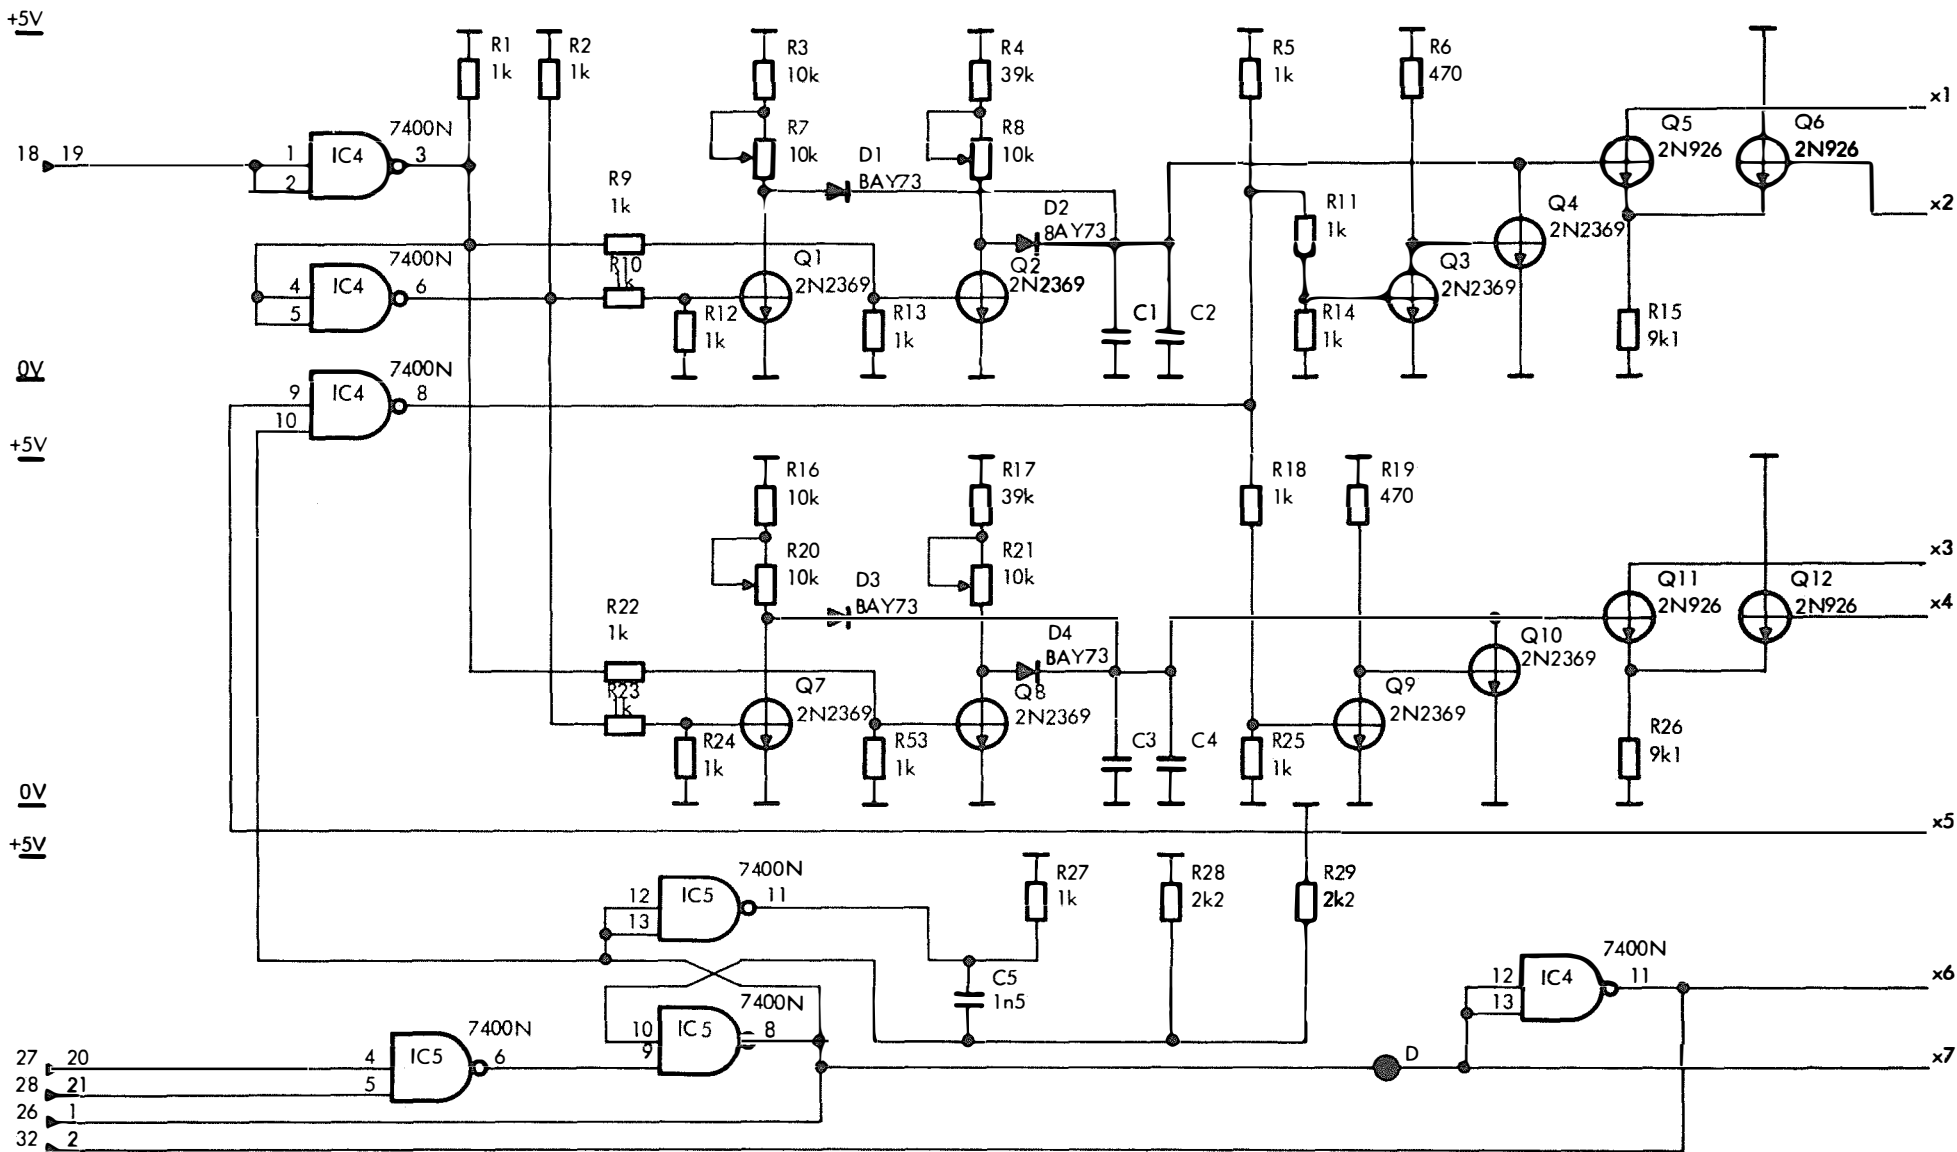 +5V
R1
1k
R2
1k
R3
10k
R4
39k
R5
1k
R6
470
x1
7400N
18 19
1
2
IC4
3
R7
10k
R8
10k
Q5
2N926
Q6
2N926
D1
BAY73
R9
1k
D2
8AY73
R11
1k
Q4
2N2369
x2
7400N
4
5
IC4
6
R10
1k
Q1
2N2369
Q2
2N2369
Q3
2N2369
R12
1k
R13
1k
C1
C2
R14
1k
R15
9k1
0V
7400N
9
10
IC4
8
+5V
R16
10k
R17
39k
R18
1k
R19
470
x3
R20
10k
R21
10k
D3
BAY73
Q11
2N926
Q12
2N926
x4
R22
1k
D4
BAY73
Q10
2N2369
R23
1k
Q7
2N2369
Q8
2N2369
Q9
2N2369
R24
1k
R53
1k
C3
C4
R25
1k
R26
9k1
0V
x5
+5V
7400N
12
13
IC5
11
R27
1k
R28
2k2
R29
2k2
7400N
12
13
IC4
11
x6
C5
1n5
7400N
10
9
IC5
8
7400N
27 20
4
5
IC5
6
D
x7
28 21
26 1
32 2